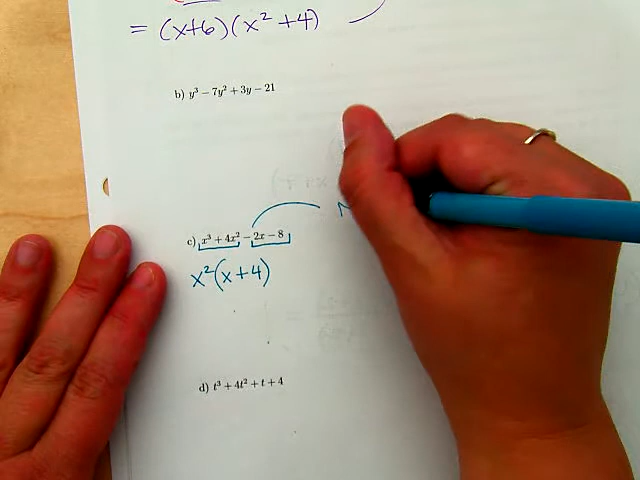 = (x+6)(x² +4)
b) y³ − 7y² + 3y − 21
c) x³ + 4x² − 2x − 8
x²(x+4)
d) t³ + 4t² + t + 4